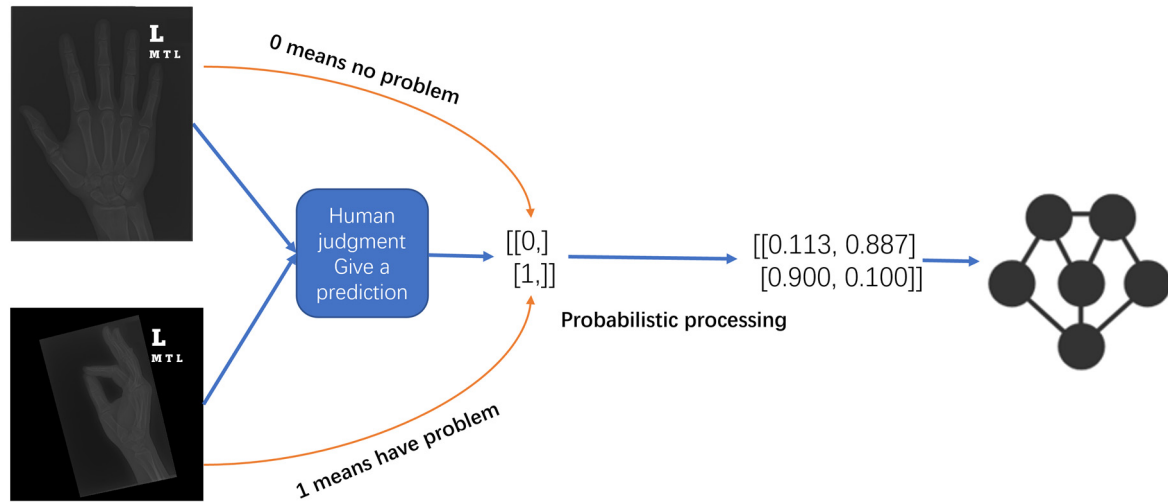 L
MTL
0 means no problem
Human
judgment
Give a
prediction
[[0,]
[1,]]
[[0.113, 0.887]
[0.900, 0.100]]
Probabilistic processing
L
MTL
1 means have problem